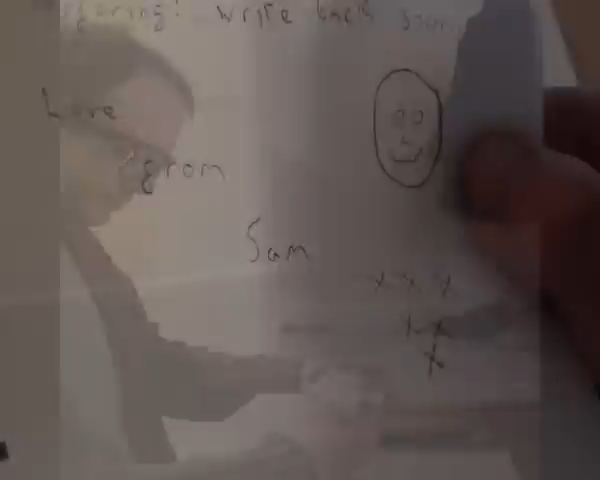 write back soon
Love
from
Sam
x x x
x x
x